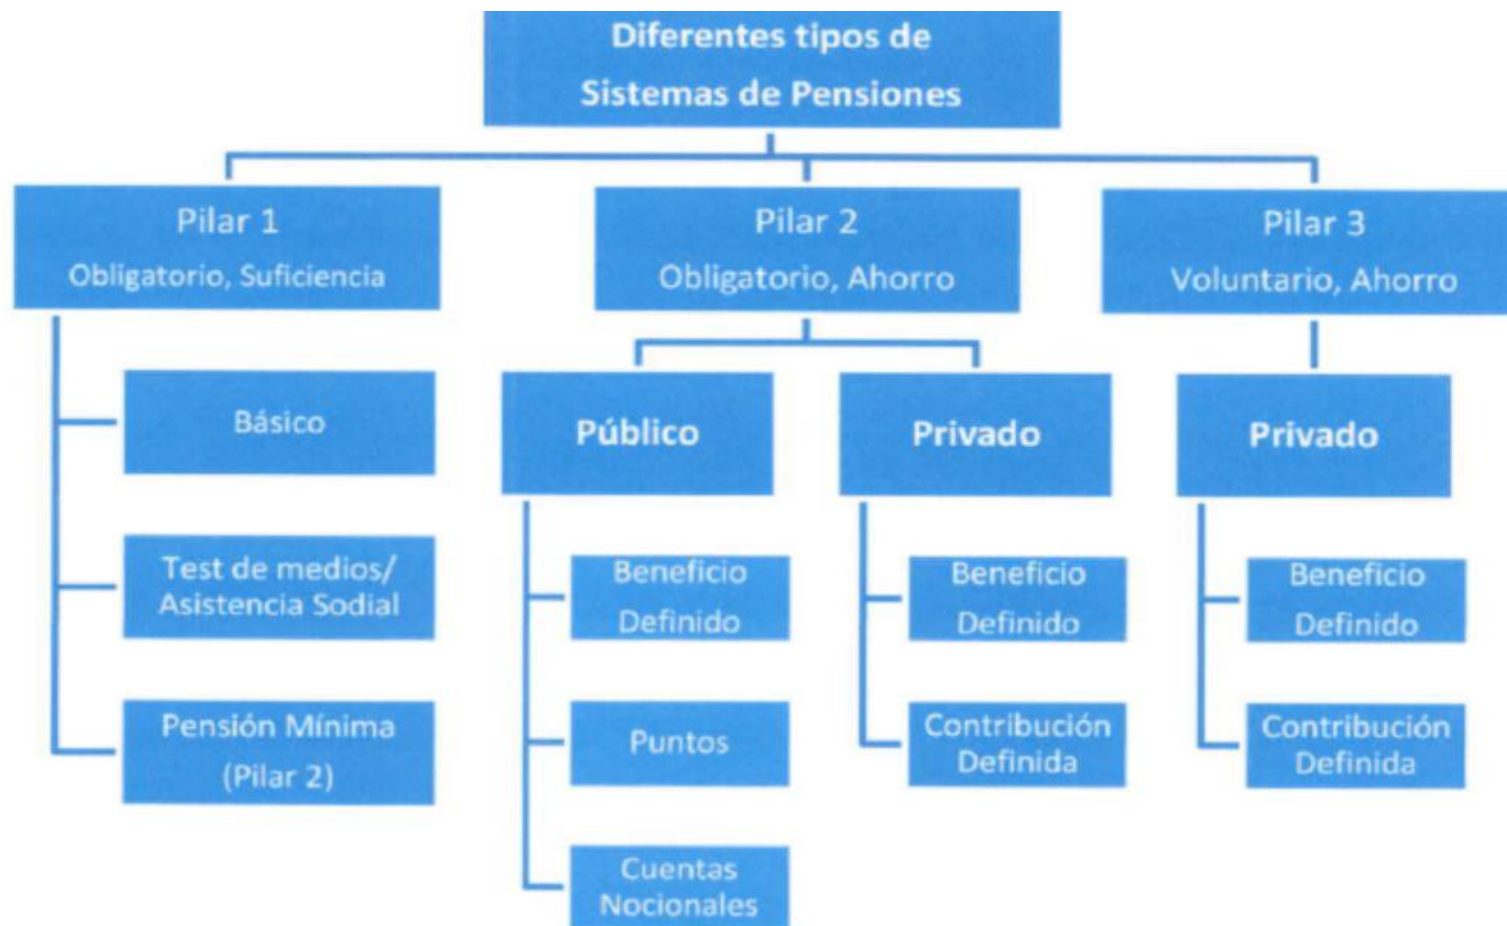 Diferentes tipos de
Sistemas de Pensiones
Pilar 1
Obligatorio, Suficiencia
Básico
Test de medios/
Asistencia Sodial
Pensión Mínima
(Pilar 2)
Pilar 2
Obligatorio, Ahorro
Público
Beneficio
Definido
Puntos
Cuentas
Nocionales
Privado
Beneficio
Definido
Contribución
Definida
Pilar 3
Voluntario, Ahorro
Privado
Beneficio
Definido
Contribución
Definida